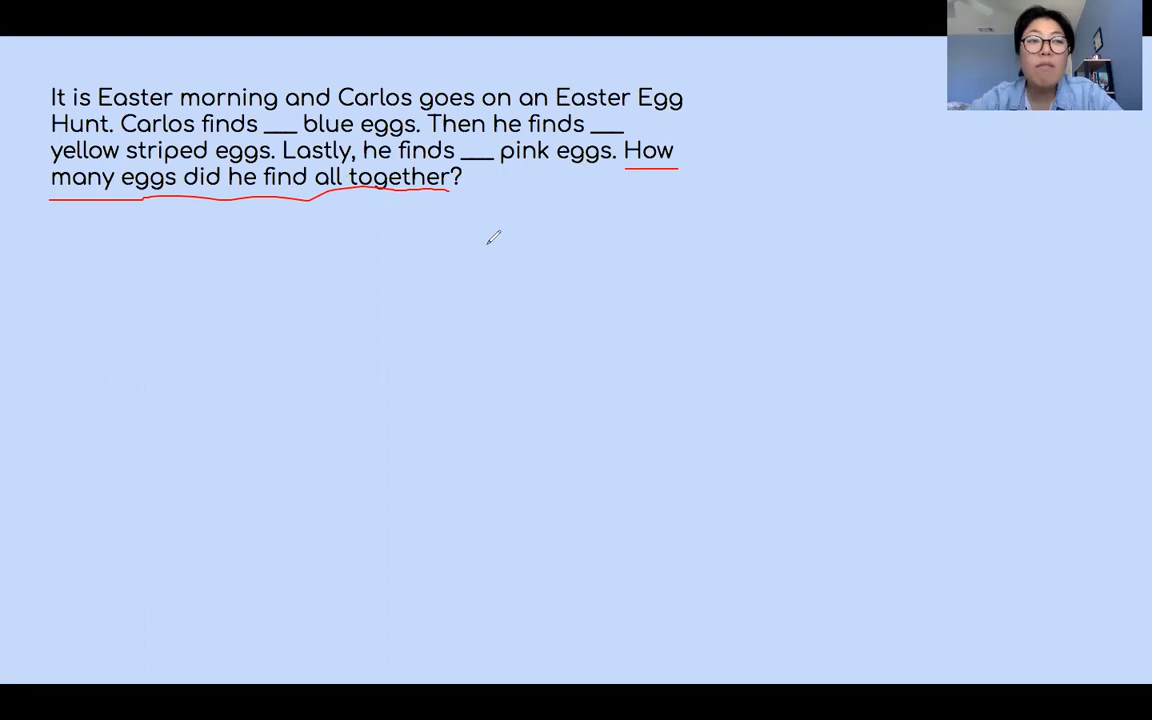 It is Easter morning and Carlos goes on an Easter Egg
Hunt. Carlos finds ___ blue eggs. Then he finds ___
yellow striped eggs. Lastly, he finds ___ pink eggs. How
many eggs did he find all together?